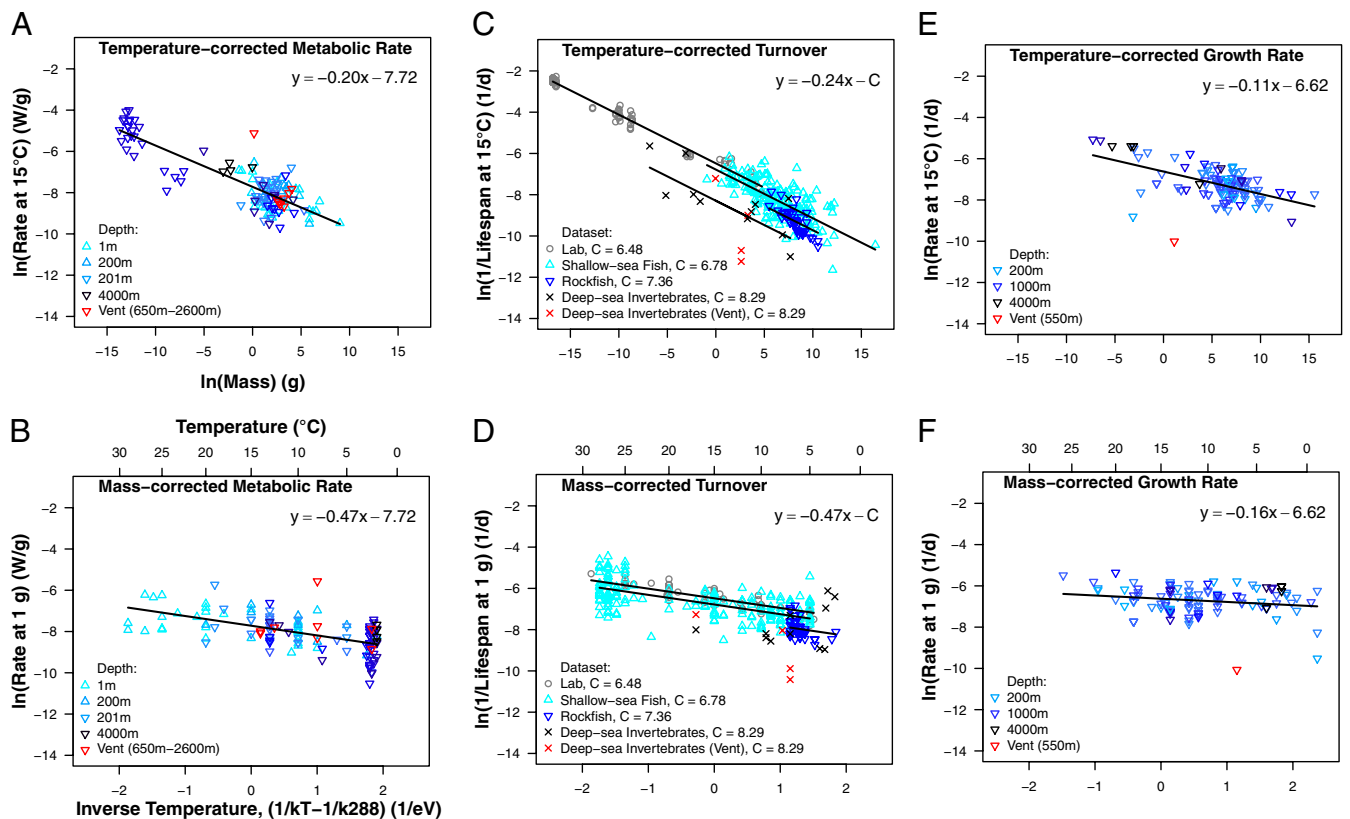 A
Temperature−corrected Metabolic Rate
y = −0.20x − 7.72
ln(Rate at 15°C) (W/g)
−2
−4
−6
−8
−10
−12
−14
Depth:
1m
200m
201m
4000m
Vent (650m−2600m)
−15 −10 −5 0 5 10 15
ln(Mass) (g)
C
Temperature−corrected Turnover
y = −0.24x − C
ln(1/Lifespan at 15°C) (1/d)
−2
−4
−6
−8
−10
−12
−14
Dataset:
Lab, C = 6.48
Shallow−sea Fish, C = 6.78
Rockfish, C = 7.36
Deep−sea Invertebrates, C = 8.29
Deep−sea Invertebrates (Vent), C = 8.29
−15 −10 −5 0 5 10 15
E
Temperature−corrected Growth Rate
y = −0.11x − 6.62
ln(Rate at 15°C) (1/d)
−2
−4
−6
−8
−10
−12
−14
Depth:
200m
1000m
4000m
Vent (550m)
−15 −10 −5 0 5 10 15
B
Temperature (°C)
30 25 20 15 10 5 0
Mass−corrected Metabolic Rate
y = −0.47x − 7.72
ln(Rate at 1 g) (W/g)
−2
−4
−6
−8
−10
−12
−14
Depth:
1m
200m
201m
4000m
Vent (650m−2600m)
−2 −1 0 1 2
Inverse Temperature, (1/kT−1/k288) (1/eV)
D
30 25 20 15 10 5 0
Mass−corrected Turnover
y = −0.47x − C
ln(1/Lifespan at 1 g) (1/d)
−2
−4
−6
−8
−10
−12
−14
Dataset:
Lab, C = 6.48
Shallow−sea Fish, C = 6.78
Rockfish, C = 7.36
Deep−sea Invertebrates, C = 8.29
Deep−sea Invertebrates (Vent), C = 8.29
−2 −1 0 1 2
F
30 25 20 15 10 5 0
Mass−corrected Growth Rate
y = −0.16x − 6.62
ln(Rate at 1 g) (1/d)
−2
−4
−6
−8
−10
−12
−14
Depth:
200m
1000m
4000m
Vent (550m)
−2 −1 0 1 2